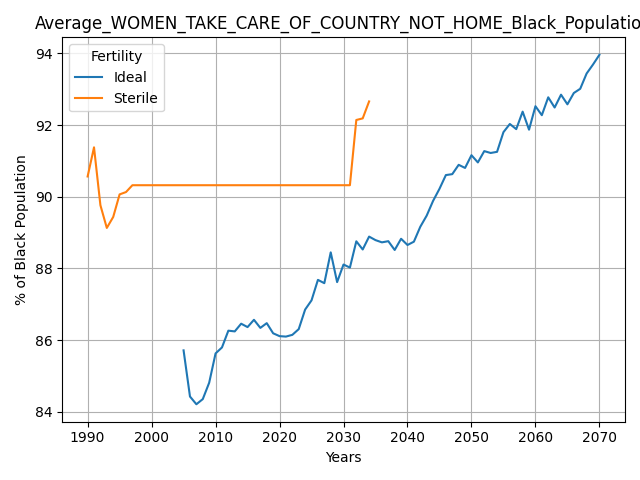 Average_WOMEN_TAKE_CARE_OF_COUNTRY_NOT_HOME_Black_Populatio
Fertility
Ideal
Sterile
% of Black Population
94
92
90
88
86
84
1990 2000 2010 2020 2030 2040 2050 2060 2070
Years